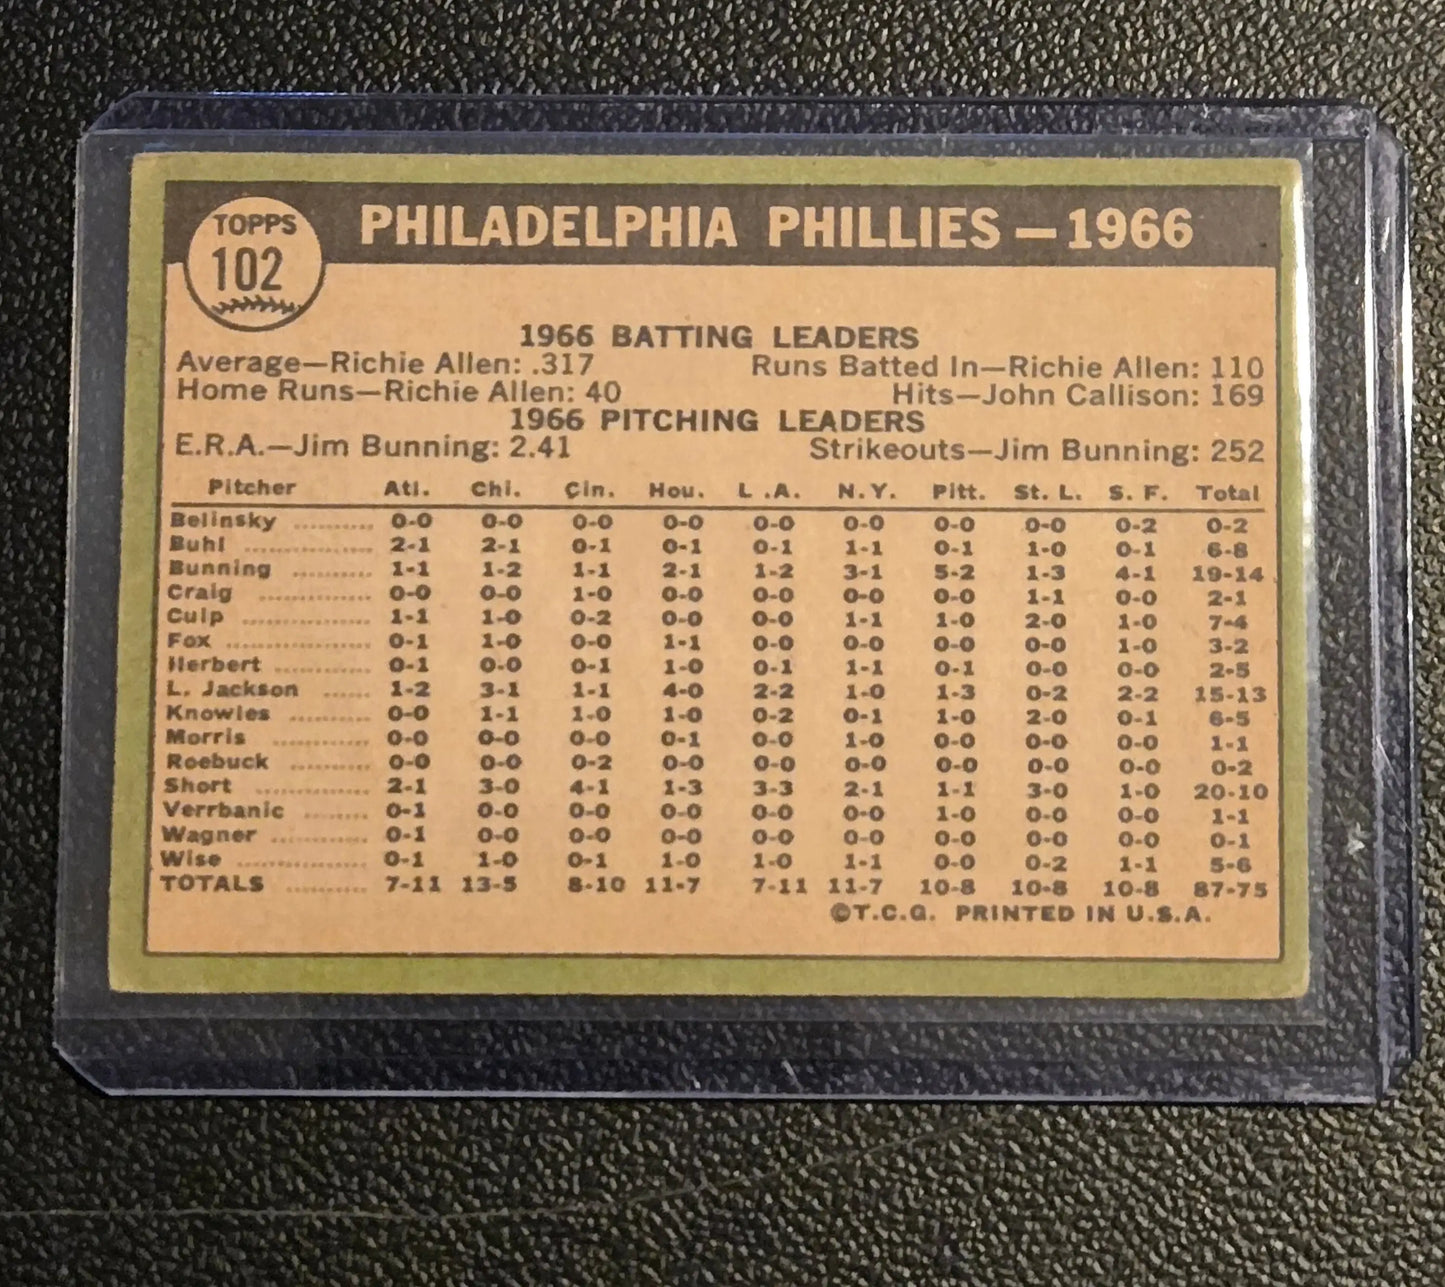 TOPPS
102
PHILADELPHIA PHILLIES — 1966
1966 BATTING LEADERS
Average—Richie Allen: .317 Runs Batted In—Richie Allen: 110
Home Runs—Richie Allen: 40 Hits—John Callison: 169
1966 PITCHING LEADERS
E.R.A.—Jim Bunning: 2.41 Strikeouts—Jim Bunning: 252
Pitcher Atl. Chi. Cin. Hou. L .A. N.Y. Pitt. St. L. S. F. Total
Belinsky .......... 0-0 0-0 0-0 0-0 0-0 0-0 0-0 0-0 0-2 0-2
Buhl ................ 2-1 2-1 0-1 0-1 0-1 1-1 0-1 1-0 0-1 6-8
Bunning .......... 1-1 1-2 1-1 2-1 1-2 3-1 5-2 1-3 4-1 19-14
Craig .............. 0-0 0-0 1-0 0-0 0-0 0-0 0-0 1-1 0-0 2-1
Culp ................ 1-1 1-0 0-2 0-0 0-0 1-1 1-0 2-0 1-0 7-4
Fox .................. 0-1 1-0 0-0 1-1 0-0 0-0 0-0 0-0 1-0 3-2
Herbert ............ 0-1 0-0 0-1 1-0 0-1 1-1 0-1 0-0 0-0 2-5
L. Jackson ...... 1-2 3-1 1-1 4-0 2-2 1-0 1-3 0-2 2-2 15-13
Knowles .......... 0-0 1-1 1-0 1-0 0-2 0-1 1-0 2-0 0-1 6-5
Morris ............ 0-0 0-0 0-0 0-1 0-0 1-0 0-0 0-0 0-0 1-1
Roebuck .......... 0-0 0-0 0-2 0-0 0-0 0-0 0-0 0-0 0-0 0-2
Short .............. 2-1 3-0 4-1 1-3 3-3 2-1 1-1 3-0 1-0 20-10
Verrbanic ........ 0-1 0-0 0-0 0-0 0-0 0-0 1-0 0-0 0-0 1-1
Wagner ............ 0-1 0-0 0-0 0-0 0-0 0-0 0-0 0-0 0-0 0-1
Wise ................ 0-1 1-0 0-1 1-0 1-0 1-1 0-0 0-2 1-1 5-6
TOTALS .......... 7-11 13-5 8-10 11-7 7-11 11-7 10-8 10-8 10-8 87-75
©T.C.G. PRINTED IN U.S.A.